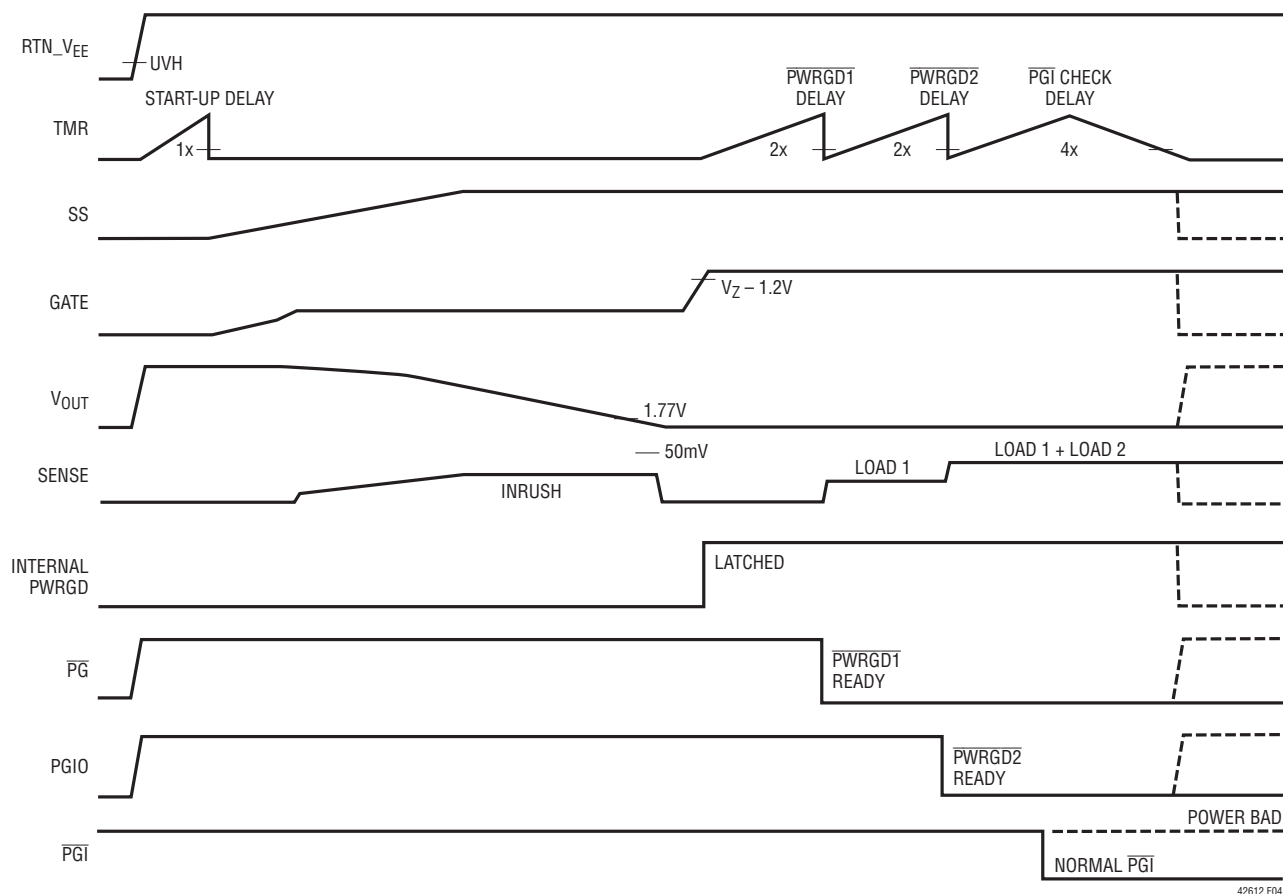 RTN_VEE
UVH
START-UP DELAY
PWRGD1
DELAY
PWRGD2
DELAY
PGI CHECK
DELAY
TMR
1x
2x
2x
4x
SS
GATE
VZ – 1.2V
VOUT
1.77V
50mV
SENSE
INRUSH
LOAD 1
LOAD 1 + LOAD 2
INTERNAL
PWRGD
LATCHED
PG
PWRGD1
READY
PGIO
PWRGD2
READY
POWER BAD
PGI
NORMAL PGI
42612 F04